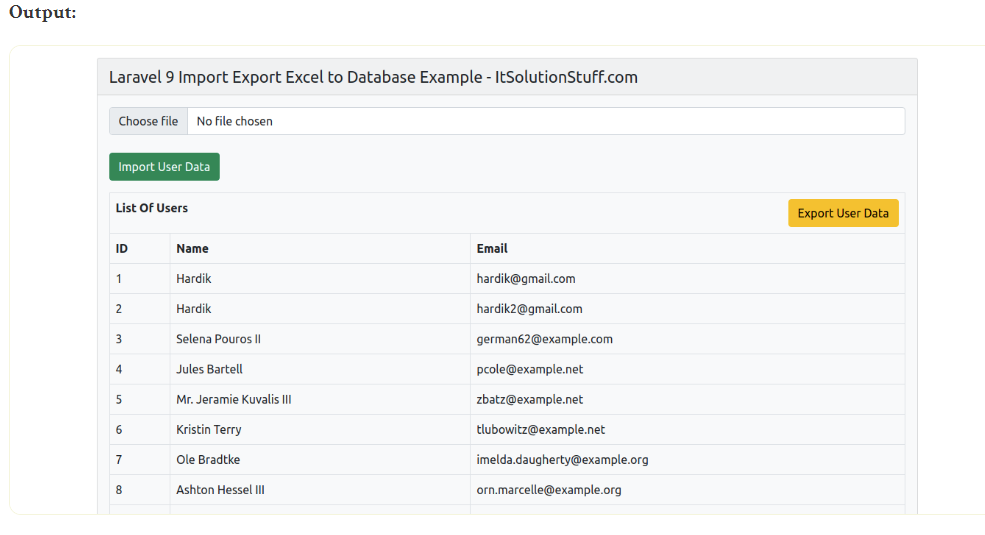 Output:
Laravel 9 Import Export Excel to Database Example - ItSolutionStuff.com
Choose file No file chosen
Import User Data
List Of Users Export User Data
ID Name Email
1 Hardik hardik@gmail.com
2 Hardik hardik2@gmail.com
3 Selena Pouros II german62@example.com
4 Jules Bartell pcole@example.net
5 Mr. Jeramie Kuvalis III zbatz@example.net
6 Kristin Terry tlubowitz@example.net
7 Ole Bradtke imelda.daugherty@example.org
8 Ashton Hessel III orn.marcelle@example.org